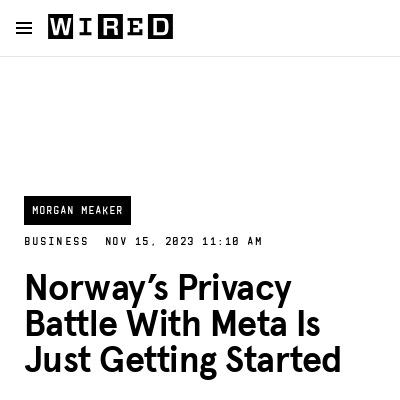 WIRED
MORGAN MEAKER
BUSINESS NOV 15, 2023 11:10 AM
Norway’s Privacy
Battle With Meta Is
Just Getting Started